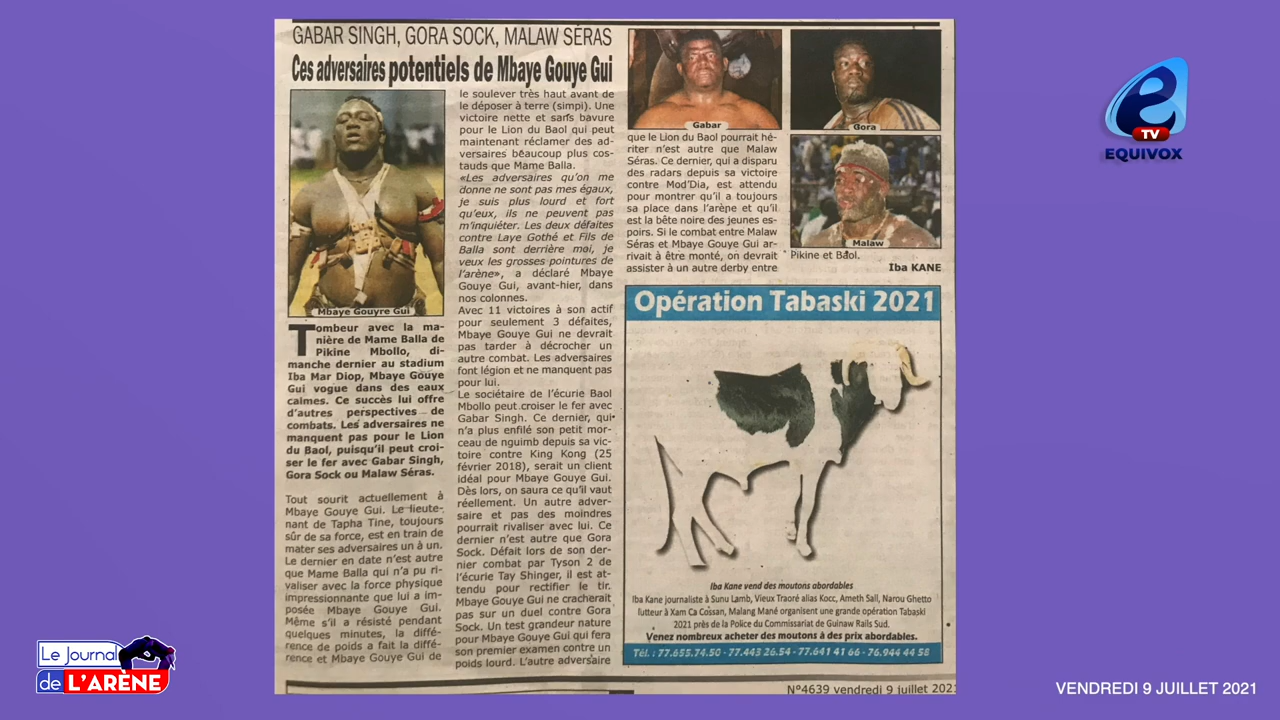 GABAR SINGH, GORA SOCK, MALAW SÉRAS
Ces adversaires potentiels de Mbaye Gouye Gui
Mbaye Gouyre Gui
Tombeur avec la ma-
nière de Mame Balla de
Pikine Mbollo, di-
manche dernier au stadium
Iba Mar Diop, Mbaye Gouye
Gui vogue dans des eaux
calmes. Ce succès lui offre
d'autres perspectives de
combats. Les adversaires ne
manquent pas pour le Lion
du Baol, puisqu'il peut croi-
ser le fer avec Gabar Singh,
Gora Sock ou Malaw Séras.
Tout sourit actuellement à
Mbaye Gouye Gui. Le lieute-
nant de Tapha Tine, toujours
sûr de sa force, est en train de
mater ses adversaires un à un.
Le dernier en date n'est autre
que Mame Balla qui n'a pu ri-
valiser avec la force physique
impressionnante que lui a im-
posée Mbaye Gouye Gui.
Même s'il a résisté pendant
quelques minutes, la diffé-
rence de poids a fait la diffé-
rence et Mbaye Gouye Gui de
le soulever très haut avant de
le déposer à terre (simpi). Une
victoire nette et sans bavure
pour le Lion du Baol qui peut
maintenant réclamer des ad-
versaires beaucoup plus cos-
tauds que Mame Balla.
«Les adversaires qu'on me
donne ne sont pas mes égaux,
je suis plus lourd et fort
qu'eux, ils ne peuvent pas
m'inquiéter. Les deux défaites
contre Laye Gothé et Fils de
Balla sont derrière moi, je
veux les grosses pointures de
l'arène», a déclaré Mbaye
Gouye Gui, avant-hier, dans
nos colonnes.
Avec 11 victoires à son actif
pour seulement 3 défaites,
Mbaye Gouye Gui ne devrait
pas tarder à décrocher un
autre combat. Les adversaires
font légion et ne manquent pas
pour lui.
Le sociétaire de l'écurie Baol
Mbollo peut croiser le fer avec
Gabar Singh. Ce dernier, qui
n'a plus enfilé son petit mor-
ceau de nguimb depuis sa vic-
toire contre King Kong (25
février 2018), serait un client
idéal pour Mbaye Gouye Gui.
Dès lors, on saura ce qu'il vaut
réellement. Un autre adver-
saire et pas des moindres
pourrait rivaliser avec lui. Ce
dernier n'est autre que Gora
Sock. Défait lors de son der-
nier combat par Tyson 2 de
l'écurie Tay Shinger, il est at-
tendu pour rectifier le tir.
Mbaye Gouye Gui ne cracherait
pas sur un duel contre Gora
Sock. Un test grandeur nature
pour Mbaye Gouye Gui qui fera
son premier examen contre un
poids lourd. L'autre adversaire
Gabar
Gora
que le Lion du Baol pourrait hé-
riter n'est autre que Malaw
Séras. Ce dernier, qui a disparu
des radars depuis sa victoire
contre Mod'Dia, est attendu
pour montrer qu'il a toujours
sa place dans l'arène et qu'il
est la bête noire des jeunes es-
poirs. Si le combat entre Malaw
Séras et Mbaye Gouye Gui ar-
rivait à être monté, on devrait
assister à un autre derby entre
Malaw
Pikine et Baol.
Iba KANE
Opération Tabaski 2021
Iba Kane vend des moutons abordables
Iba Kane journaliste à Sunu Lamb, Vieux Traoré alias Kocc, Ameth Sall, Narou Ghetto
lutteur à Xam Ca Cossan, Malang Mané organisent une grande opération Tabaski
2021 près de la Police du Commissariat de Guinaw Rails Sud.
Venez nombreux acheter des moutons à des prix abordables.
Tél. : 77.655.74.50 - 77.443 26.54 - 77.641 41 66 - 76.944 44 58
N°4639 vendredi 9 juillet 2021
e
TV
EQUIVOX
Le Journal
de L'ARÈNE
VENDREDI 9 JUILLET 2021